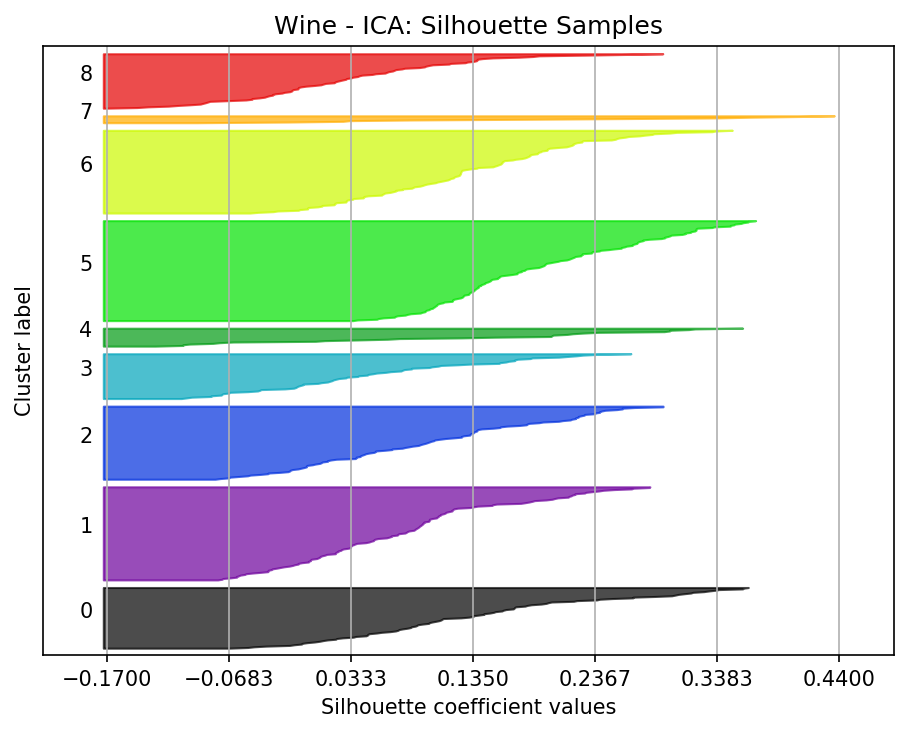 Wine - ICA: Silhouette Samples
8
7
6
5
4
3
2
1
0
Cluster label
−0.1700 −0.0683 0.0333 0.1350 0.2367 0.3383 0.4400
Silhouette coefficient values